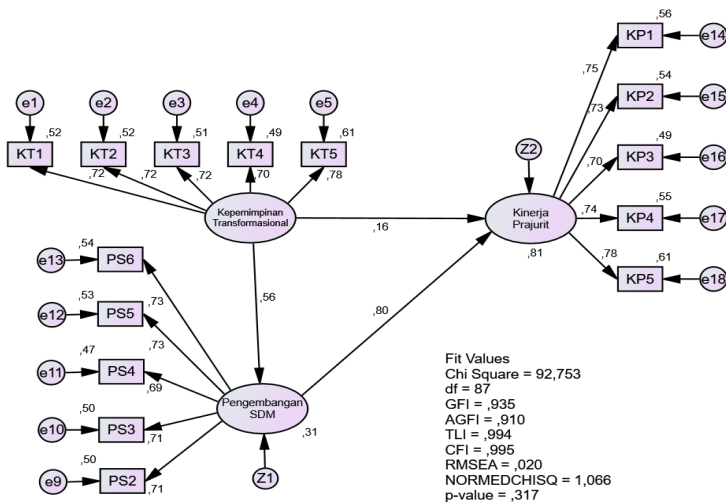 ,56
KP1
e14
,75
,54
KP2
e15
,73
e1
e2
e3
e4
e5
,52
,52
,51
,49
,61
,49
KT1
KT2
KT3
KT4
KT5
Z2
KP3
e16
,72
,72
,72
,70
,78
,70
,55
Kepemimpinan
Transformasional
Kinerja
Prajurit
,74
KP4
e17
,16
,81
,78
,61
KP5
e18
,54
e13
PS6
,56
,53
,73
e12
PS5
,80
,73
,47
e11
PS4
,69
Pengembangan
SDM
,50
e10
PS3
,71
,31
,50
e9
PS2
,71
Z1
Fit Values
Chi Square = 92,753
df = 87
GFI = ,935
AGFI = ,910
TLI = ,994
CFI = ,995
RMSEA = ,020
NORMEDCHISQ = 1,066
p-value = ,317